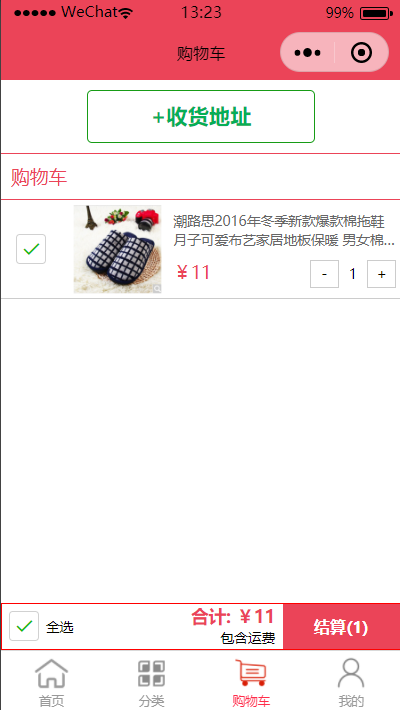 WeChat 13:23 99%
购物车
+收货地址
购物车
潮路思2016年冬季新款爆款棉拖鞋
月子可爱布艺家居地板保暖 男女棉...
￥11
- 1 +
全选
合计: ￥11
包含运费
结算(1)
首页 分类 购物车 我的